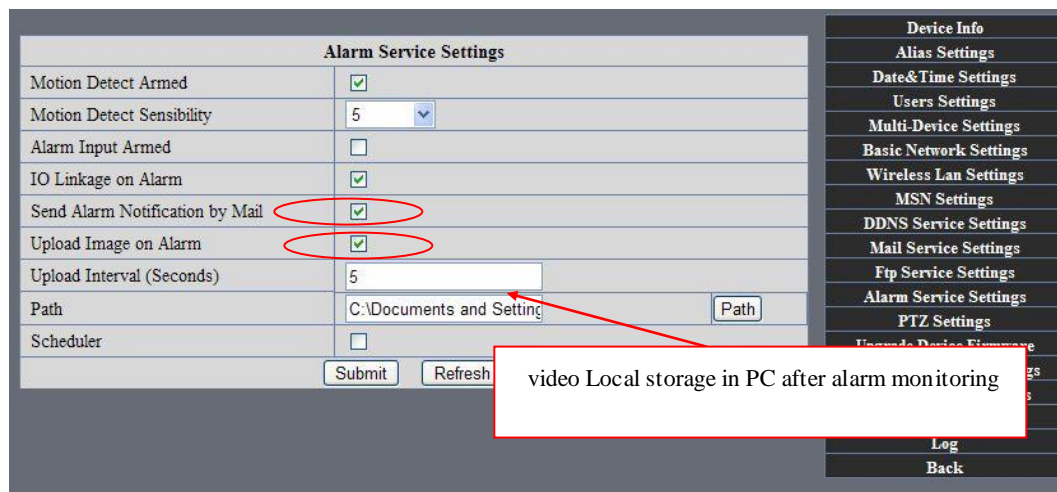 Alarm Service Settings
Motion Detect Armed
Motion Detect Sensibility 5
Alarm Input Armed
IO Linkage on Alarm
Send Alarm Notification by Mail
Upload Image on Alarm
Upload Interval (Seconds) 5
Path C:\Documents and Setting Path
Scheduler
Submit Refresh
video Local storage in PC after alarm monitoring
Device Info
Alias Settings
Date&Time Settings
Users Settings
Multi-Device Settings
Basic Network Settings
Wireless Lan Settings
MSN Settings
DDNS Service Settings
Mail Service Settings
Ftp Service Settings
Alarm Service Settings
PTZ Settings
Upgrade Device Firmware
Log
Back